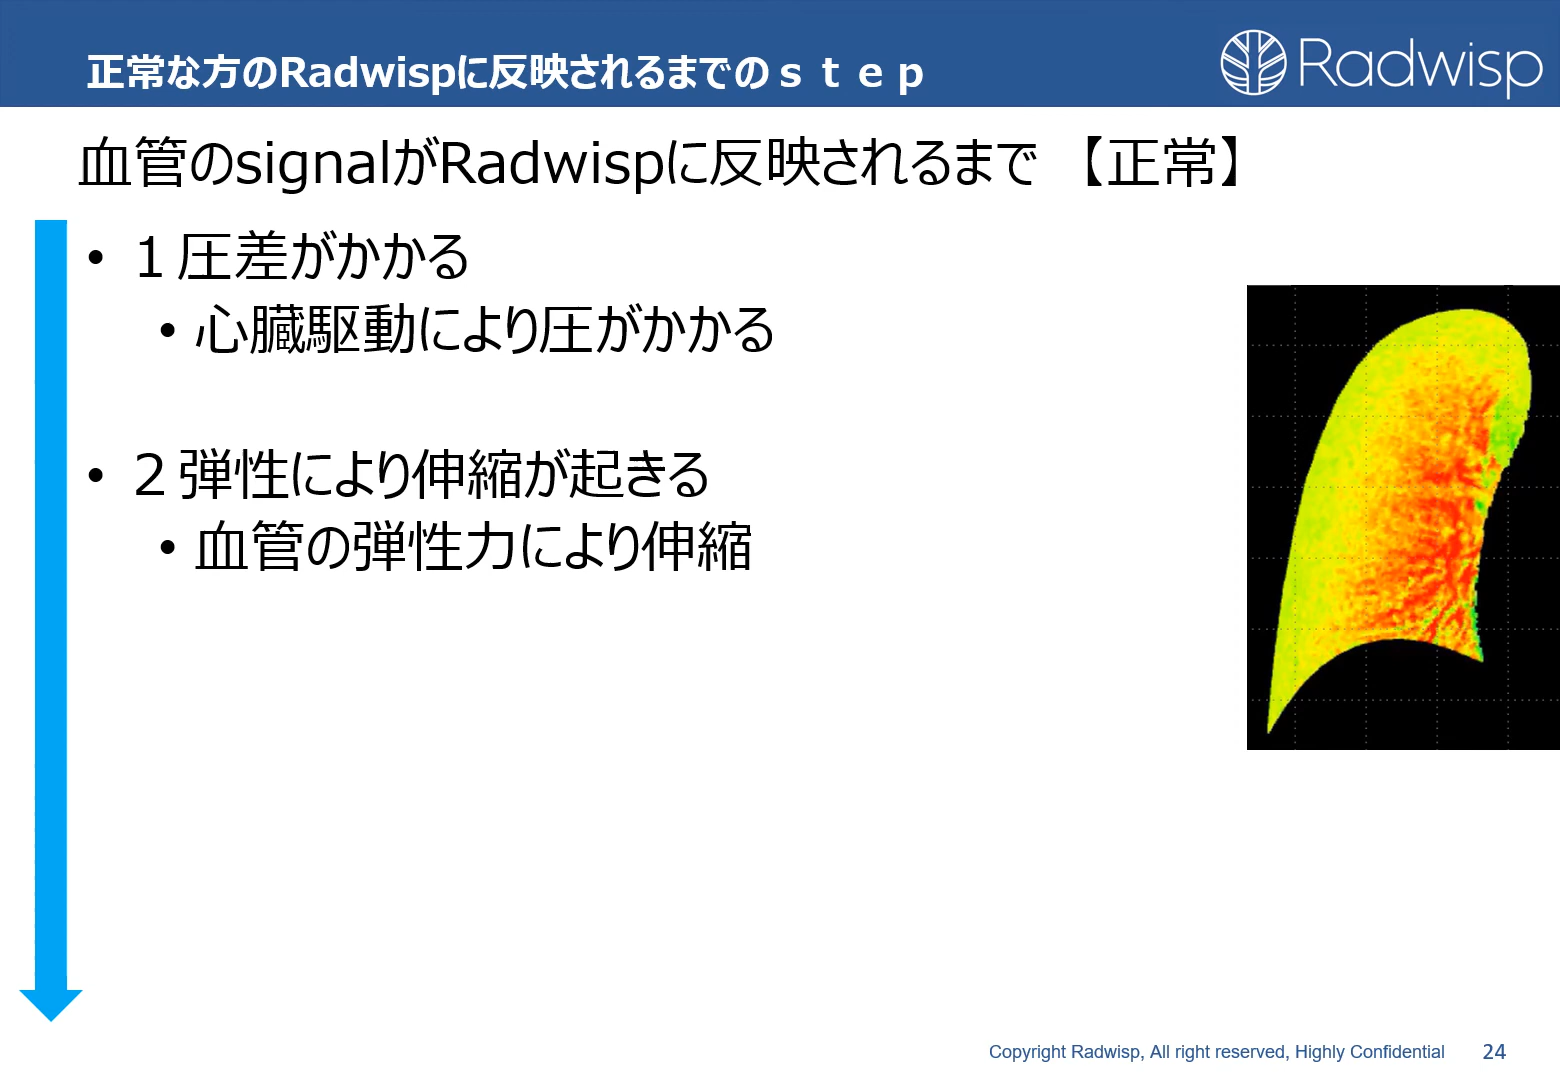 正常な方のRadwispに反映されるまでのｓｔｅｐ
Radwisp
血管のsignalがRadwispに反映されるまで 【正常】
• １圧差がかかる
• 心臓駆動により圧がかかる
• ２弾性により伸縮が起きる
• 血管の弾性力により伸縮
Copyright Radwisp, All right reserved, Highly Confidential 24